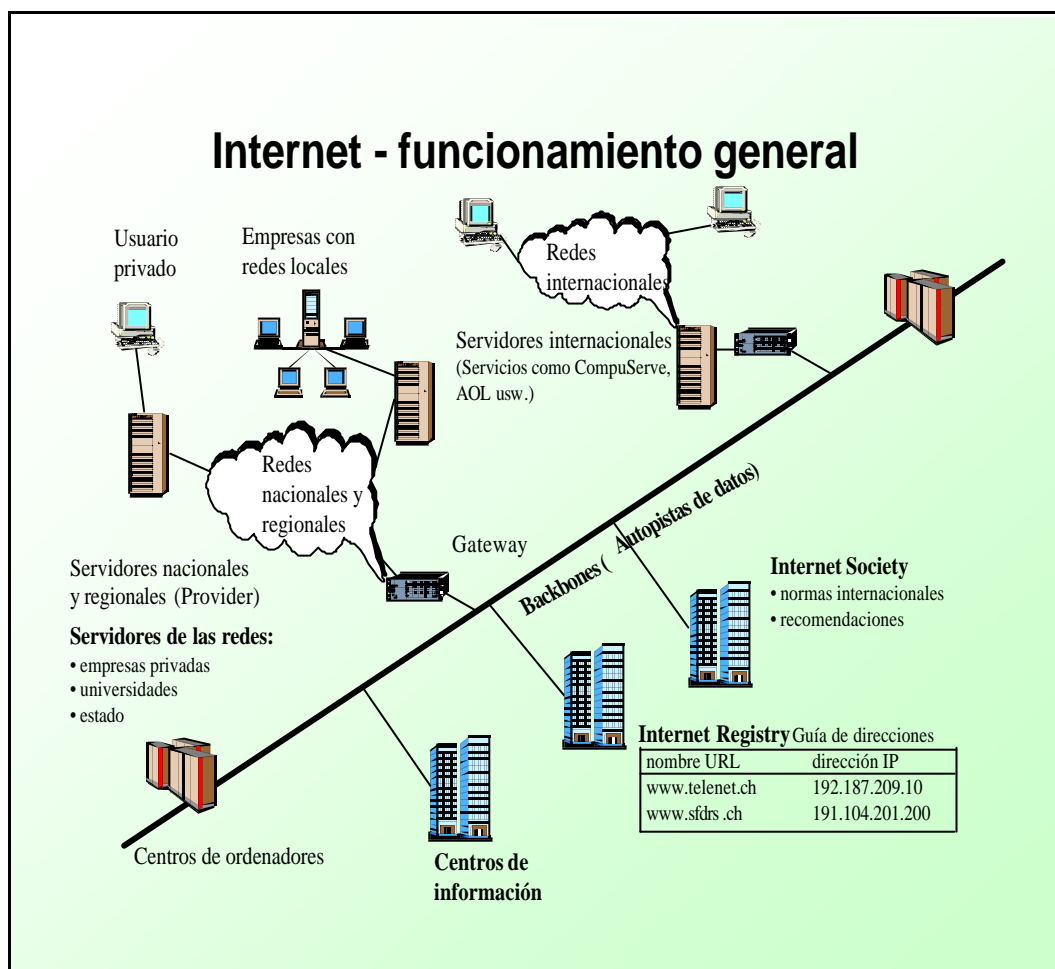 Internet - funcionamiento general
Usuario
privado
Empresas con
redes locales
Redes
internacionales
Servidores internacionales
(Servicios como CompuServe,
AOL usw.)
Redes
nacionales y
regionales
Gateway
Backbones ( Autopistas de datos)
Servidores nacionales
y regionales (Provider)
Servidores de las redes:
• empresas privadas
• universidades
• estado
Internet Society
• normas internacionales
• recomendaciones
Internet Registry Guía de direcciones
nombre URL dirección IP
www.telenet.ch 192.187.209.10
www.sfdrs .ch 191.104.201.200
Centros de ordenadores
Centros de
información